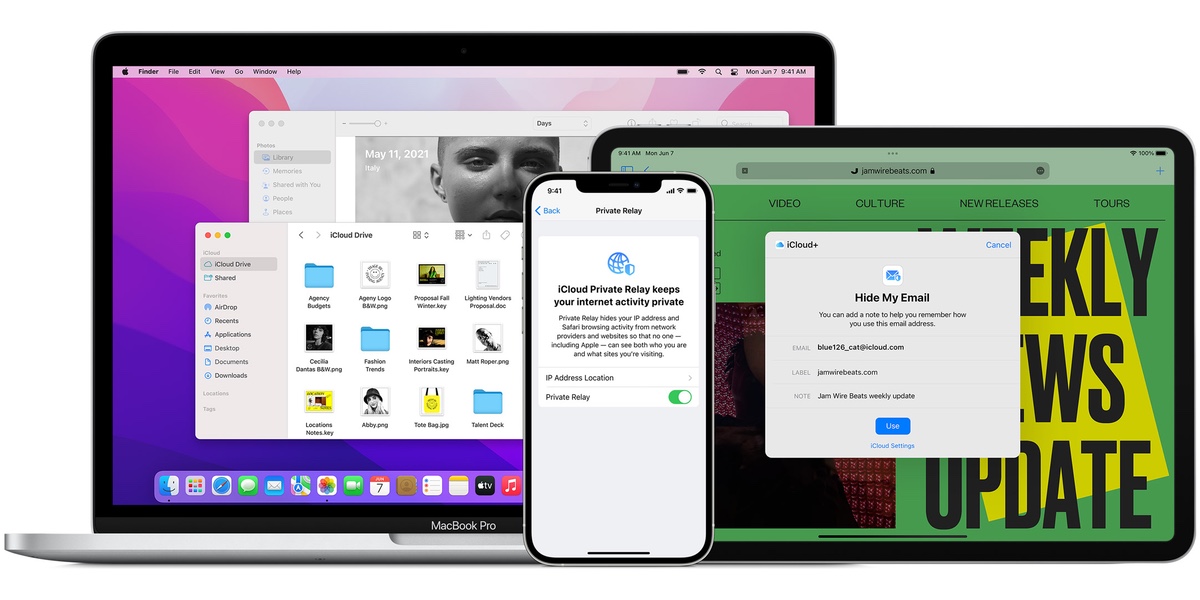 Finder File Edit View Go Window Help
Mon Jun 7 9:41 AM
Days
Search
Photos
Library
Memories
Shared with You
People
Places
May 11, 2021
Italy
iCloud
iCloud Drive
Shared
Favorites
AirDrop
Recents
Applications
Desktop
Documents
Downloads
Locations
Tags
iCloud Drive
Agency
Budgets
Ageny Logo
B&W.png
Proposal Fall
Winter.key
Lighting Vendors
Proposal.doc
Cecilia
Dantas B&W.png
Fashion
Trends
Interiors Casting
Portraits.key
Matt Roper.png
Locations
Notes.key
Abby.png
Tote Bag.jpg
Talent Deck
JUN
7
tv
MacBook Pro
9:41
Back
Private Relay
iCloud Private Relay keeps
your internet activity private
Private Relay hides your IP address and
Safari browsing activity from network
providers and websites so that no one —
including Apple — can see both who you are
and what sites you're visiting.
IP Address Location
Private Relay
9:41 AM Mon Jun 7
100%
jamwirebeats.com
VIDEO CULTURE NEW RELEASES TOURS
WEEKLY
NEWS
UPDATE
iCloud+
Cancel
Hide My Email
You can add a note to help you remember how
you use this email address.
EMAIL blue126_cat@icloud.com
LABEL jamwirebeats.com
NOTE Jam Wire Beats weekly update
Use
iCloud Settings